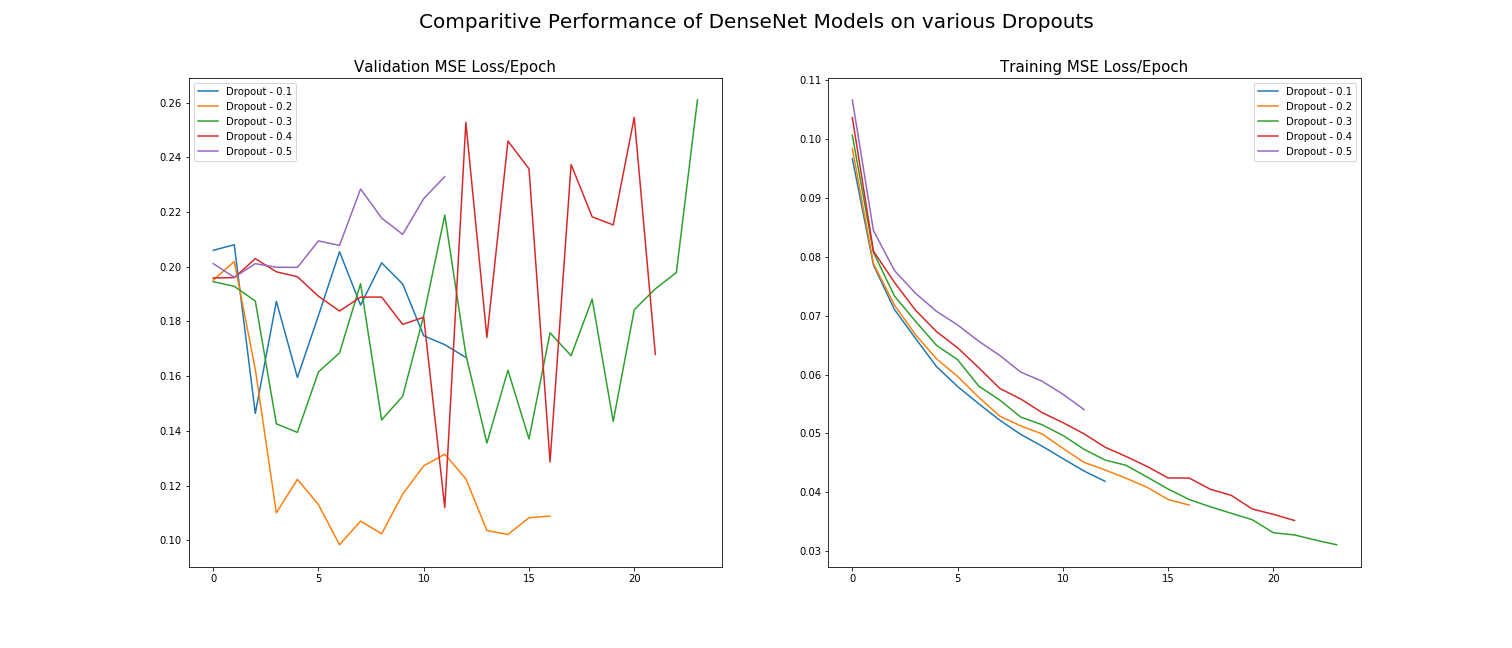 Comparitive Performance of DenseNet Models on various Dropouts
Validation MSE Loss/Epoch
Dropout - 0.1
Dropout - 0.2
Dropout - 0.3
Dropout - 0.4
Dropout - 0.5
0.26
0.24
0.22
0.20
0.18
0.16
0.14
0.12
0.10
0
5
10
15
20
Training MSE Loss/Epoch
Dropout - 0.1
Dropout - 0.2
Dropout - 0.3
Dropout - 0.4
Dropout - 0.5
0.11
0.10
0.09
0.08
0.07
0.06
0.05
0.04
0.03
0
5
10
15
20